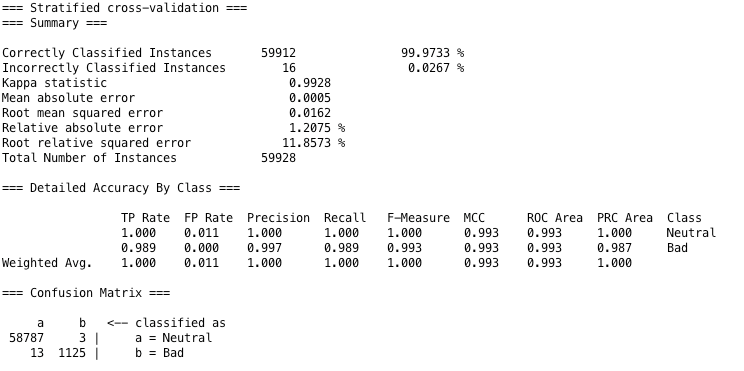 === Stratified cross-validation ===
=== Summary ===
Correctly Classified Instances 59912 99.9733 %
Incorrectly Classified Instances 16 0.0267 %
Kappa statistic 0.9928
Mean absolute error 0.0005
Root mean squared error 0.0162
Relative absolute error 1.2075 %
Root relative squared error 11.8573 %
Total Number of Instances 59928
=== Detailed Accuracy By Class ===
TP Rate FP Rate Precision Recall F-Measure MCC ROC Area PRC Area Class
1.000 0.011 1.000 1.000 1.000 0.993 0.993 1.000 Neutral
0.989 0.000 0.997 0.989 0.993 0.993 0.993 0.987 Bad
Weighted Avg. 1.000 0.011 1.000 1.000 1.000 0.993 0.993 1.000
=== Confusion Matrix ===
a b <-- classified as
58787 3 | a = Neutral
13 1125 | b = Bad